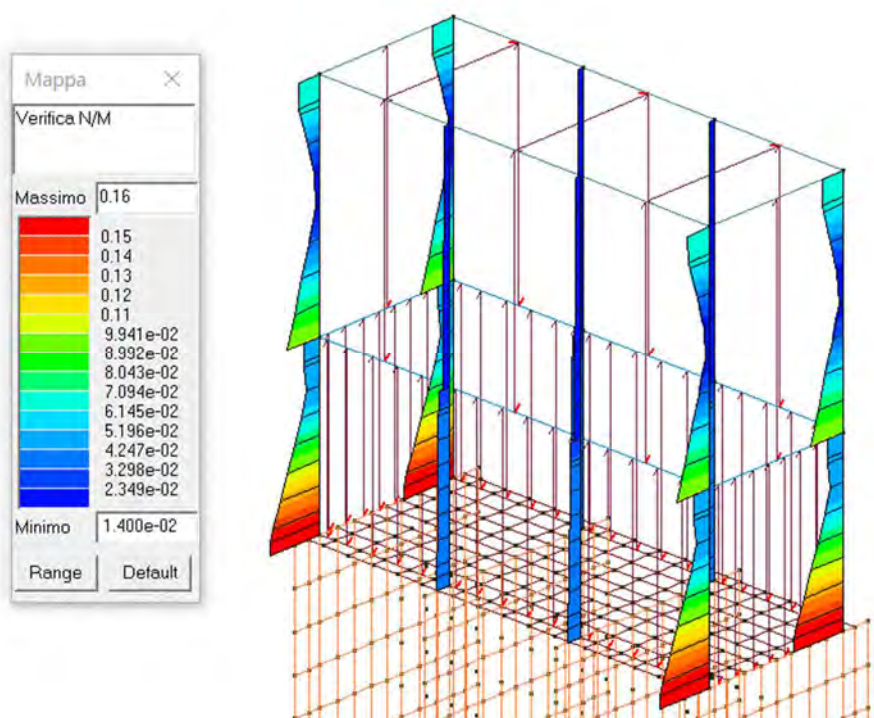 Mappa
Verifica N/M
Massimo 0.16
0.15
0.14
0.13
0.12
0.11
9.941e-02
8.992e-02
8.043e-02
7.094e-02
6.145e-02
5.196e-02
4.247e-02
3.298e-02
2.349e-02
Minimo 1.400e-02
Range Default